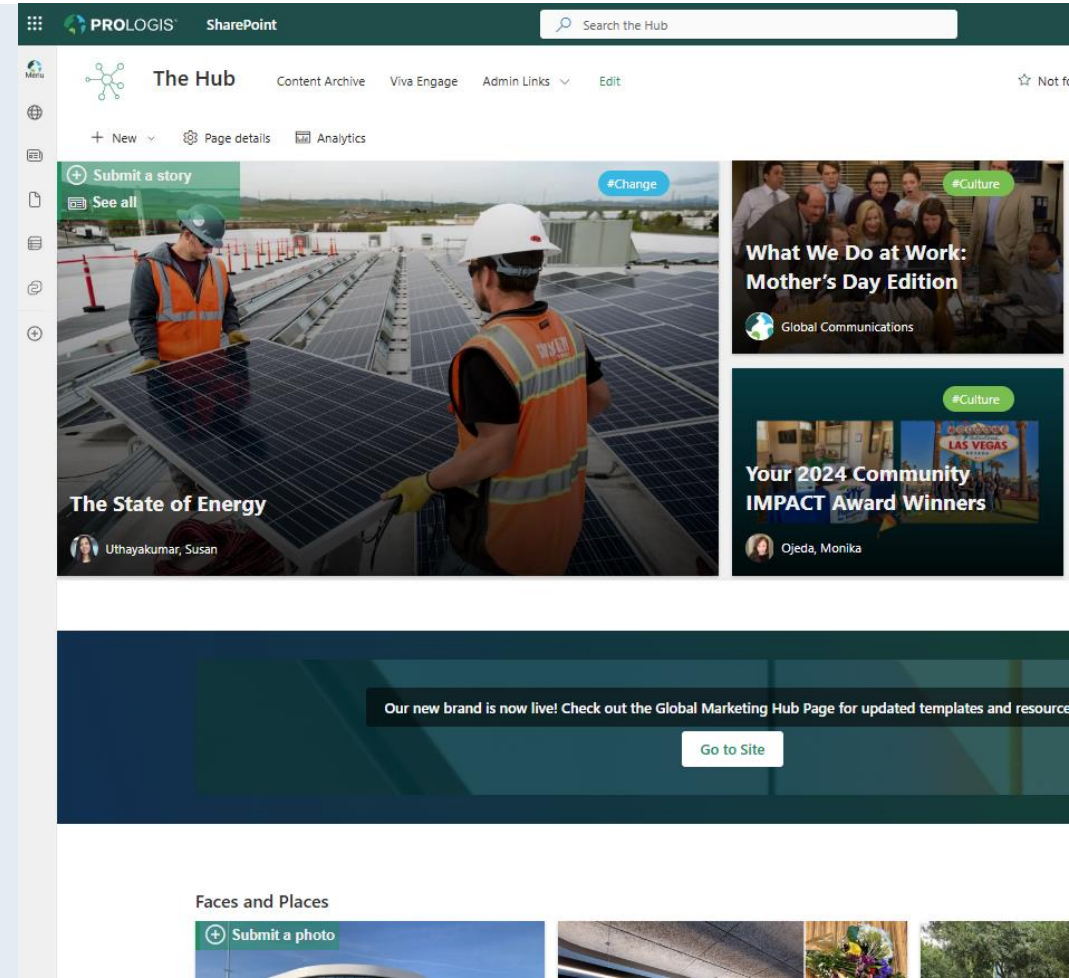 PROLOGIS SharePoint Search the Hub
Menu
The Hub Content Archive Viva Engage Admin Links Edit Not fo
New Page details Analytics
Submit a story
See all
#Change
The State of Energy
Uthayakumar, Susan
#Culture
What We Do at Work:
Mother's Day Edition
Global Communications
#Culture
WELCOME
LAS VEGAS
NEVADA
Your 2024 Community
IMPACT Award Winners
Ojeda, Monika
Our new brand is now live! Check out the Global Marketing Hub Page for updated templates and resource
Go to Site
Faces and Places
Submit a photo